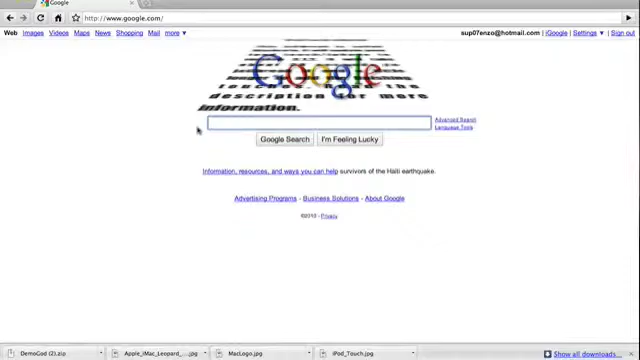 Google
http://www.google.com/
Web Images Videos Maps News Shopping Mail more ▼
sup07enzo@hotmail.com | iGoogle | Settings ▼ | Sign out
Google
description for more
information.
Advanced Search
Language Tools
Google Search I'm Feeling Lucky
Information, resources, and ways you can help survivors of the Haiti earthquake.
Advertising Programs - Business Solutions - About Google
©2010 - Privacy
DemoGod (2).zip Apple_iMac_Leopard_....jpg MacLogo.jpg iPod_Touch.jpg Show all downloads...